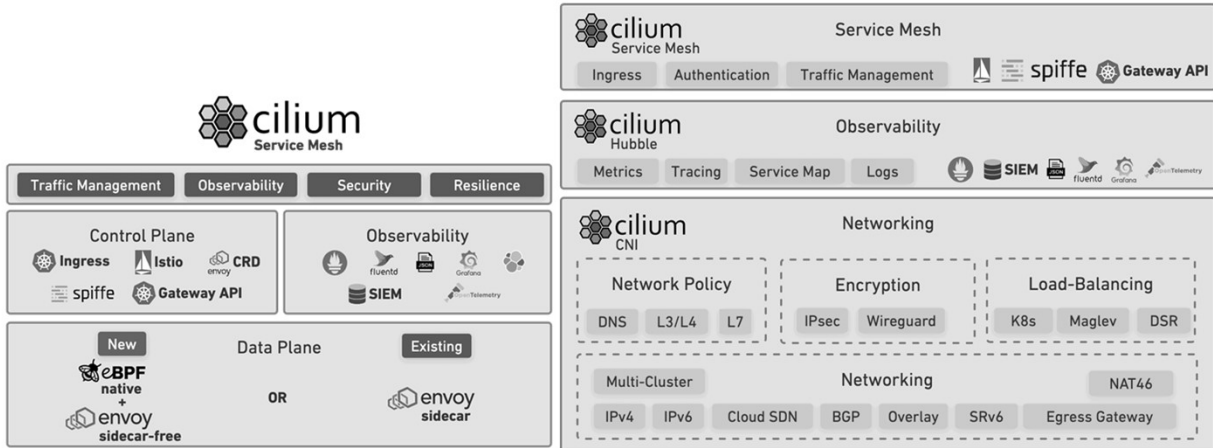 cilium
Service Mesh
Traffic Management Observability Security Resilience
Control Plane
Ingress Istio envoy CRD
spiffe Gateway API
Observability
fluentd JSON Grafana
SIEM OpenTelemetry
New Data Plane Existing
eBPF
native
+
envoy
sidecar-free
OR
envoy
sidecar
cilium
Service Mesh
Service Mesh
Ingress Authentication Traffic Management
spiffe Gateway API
cilium
Hubble
Observability
Metrics Tracing Service Map Logs
SIEM JSON fluentd Grafana OpenTelemetry
cilium
CNI
Networking
Network Policy
DNS L3/L4 L7
Encryption
IPsec Wireguard
Load-Balancing
K8s Maglev DSR
Multi-Cluster Networking NAT46
IPv4 IPv6 Cloud SDN BGP Overlay SRv6 Egress Gateway